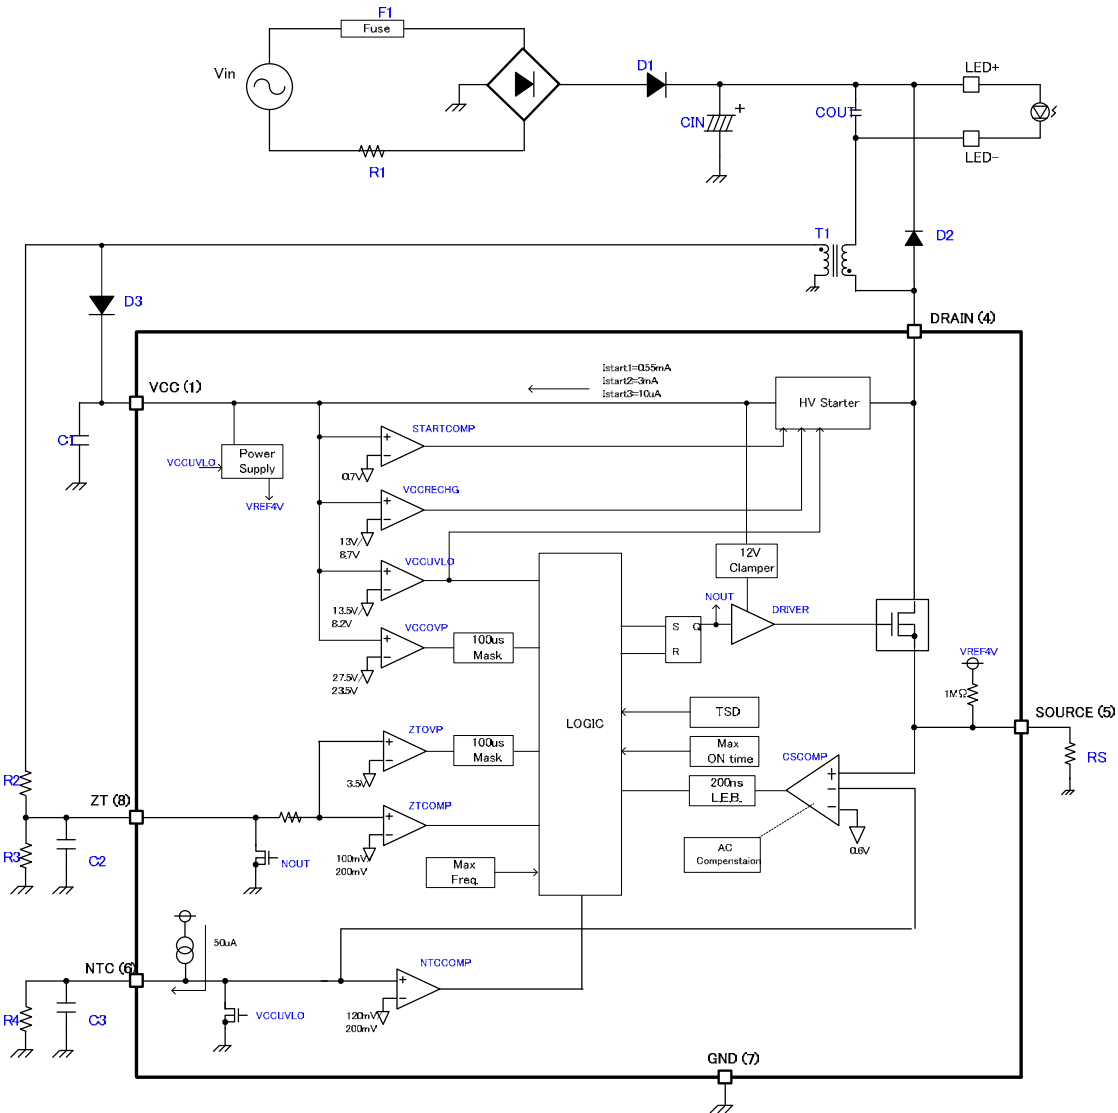 F1
Fuse
Vin
R1
D1
CIN
+
COUT
LED+
LED-
T1
D2
D3
DRAIN (4)
VCC (1)
Istart1=0.55mA
Istart2=3mA
Istart3=10uA
HV Starter
C1
VCCUVLO
Power
Supply
VREF4V
STARTCOMP
+
-
0.7V
VCCRECHG
+
-
13V/
8.7V
VCCUVLO
+
-
13.5V/
8.2V
VCCOVP
+
-
27.5V/
23.5V
100us
Mask
12V
Clamper
NOUT
DRIVER
S Q
R
VREF4V
1MΩ
SOURCE (5)
RS
LOGIC
TSD
Max
ON time
200ns
L.E.B.
CSCOMP
+
-
-
0.6V
AC
Compenstaion
ZTOVP
+
-
3.5V
100us
Mask
R2
ZT (8)
R3
C2
NOUT
ZTCOMP
+
-
100mV/
200mV
Max
Freq.
50uA
NTC (6)
R4
C3
VCCUVLO
NTCCOMP
+
-
120mV/
200mV
GND (7)